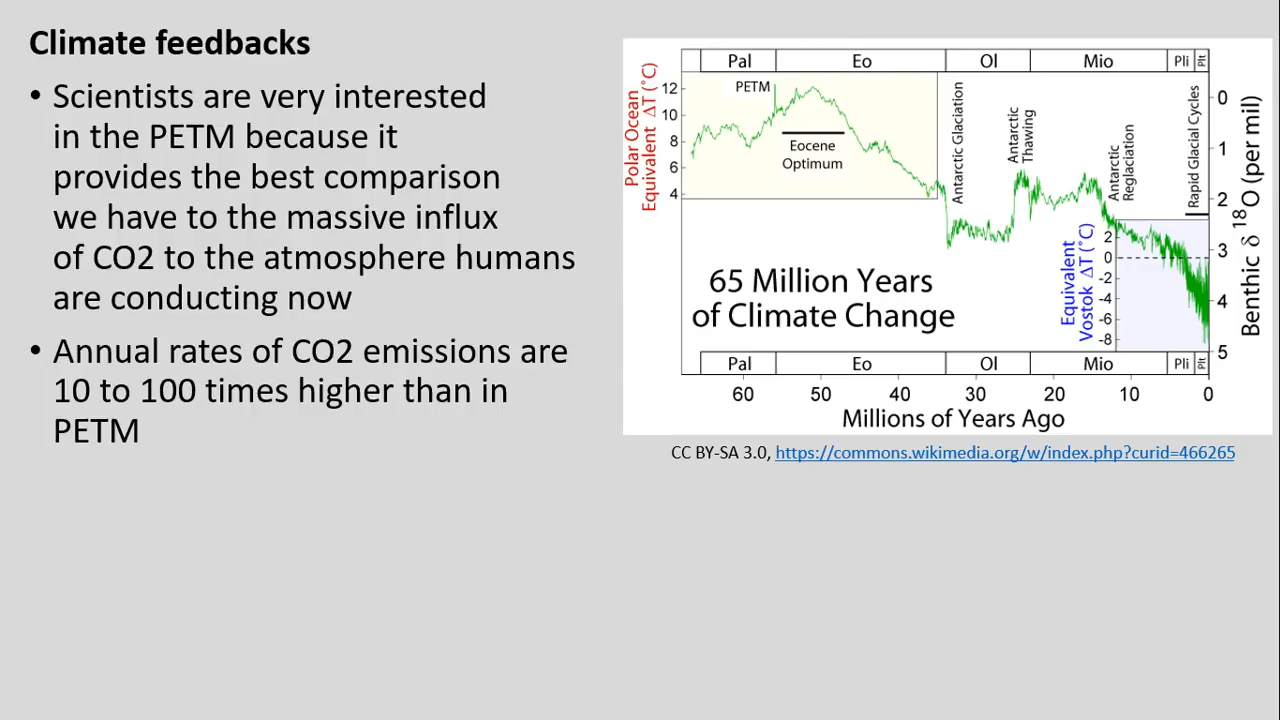 Climate feedbacks
• Scientists are very interested
in the PETM because it
provides the best comparison
we have to the massive influx
of CO2 to the atmosphere humans
are conducting now
• Annual rates of CO2 emissions are
10 to 100 times higher than in
PETM
Pal Eo Ol Mio Pli Plt
Polar Ocean
Equivalent ΔT (°C)
12
10
8
6
4
PETM
Eocene
Optimum
Antarctic Glaciation
Antarctic
Thawing
Antarctic
Reglaciation
Rapid Glacial Cycles
65 Million Years
of Climate Change
Equivalent
Vostok ΔT (°C)
2
0
-2
-4
-6
-8
0
1
2
3
4
5
Benthic δ 18O (per mil)
Pal Eo Ol Mio Pli Plt
60 50 40 30 20 10 0
Millions of Years Ago
CC BY-SA 3.0, https://commons.wikimedia.org/w/index.php?curid=466265